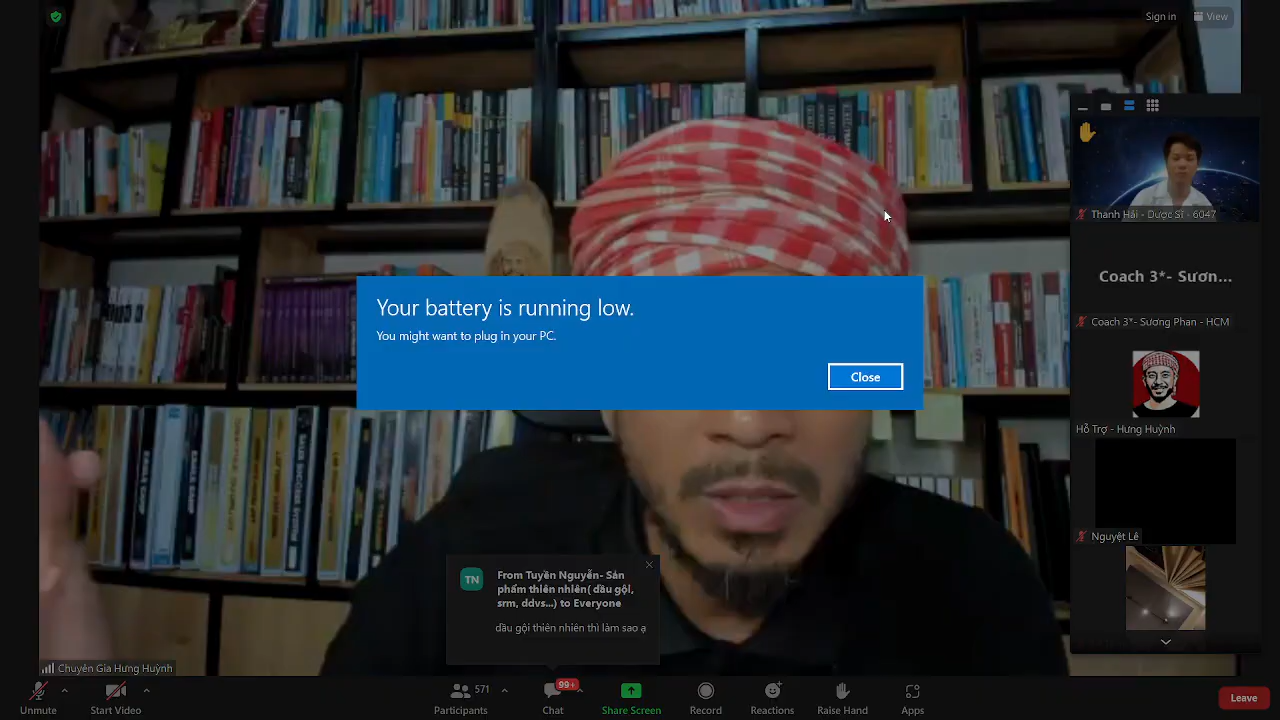 Sign in
View
Thanh Hải - Dược Sĩ - 6047
Coach 3*- Sươn...
Coach 3*- Sương Phan - HCM
Hỗ Trợ - Hưng Huỳnh
Nguyệt Lê
Your battery is running low.
You might want to plug in your PC.
Close
TN
From Tuyền Nguyễn- Sản
phẩm thiên nhiên( dầu gội,
srm, ddvs...) to Everyone
dầu gội thiên nhiên thì làm sao ạ
Chuyên Gia Hưng Huỳnh
Unmute
Start Video
571
Participants
99+
Chat
Share Screen
Record
Reactions
Raise Hand
Apps
Leave